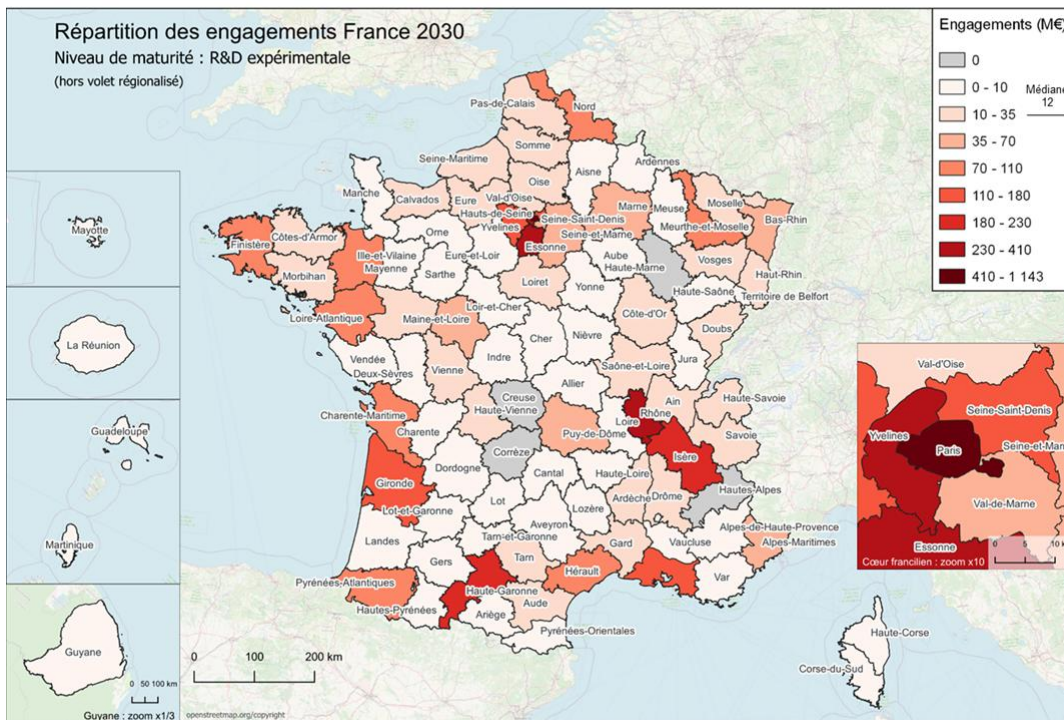 Répartition des engagements France 2030
Niveau de maturité : R&D expérimentale
(hors volet régionalisé)
Engagements (M€)
0
0 - 10
Médiane
12
10 - 35
35 - 70
70 - 110
110 - 180
180 - 230
230 - 410
410 - 1 143
Nord
Pas-de-Calais
Somme
Seine-Maritime
Ardennes
Aisne
Oise
Manche
Calvados
Eure
Val-d'Oise
Hauts-de-Seine
Seine-Saint-Denis
Marne
Meuse
Moselle
Bas-Rhin
Yvelines
Seine-et-Marne
Meurthe-et-Moselle
Orne
Essonne
Finistère
Côtes-d'Armor
Ille-et-Vilaine
Mayenne
Eure-et-Loir
Aube
Haute-Marne
Vosges
Haut-Rhin
Morbihan
Sarthe
Loiret
Yonne
Haute-Saône
Territoire de Belfort
Loir-et-Cher
Loire-Atlantique
Maine-et-Loire
Côte-d'Or
Doubs
Cher
Nièvre
Vendée
Indre
Jura
Deux-Sèvres
Vienne
Saône-et-Loire
Allier
Creuse
Haute-Vienne
Ain
Haute-Savoie
Charente-Maritime
Charente
Rhône
Loire
Puy-de-Dôme
Savoie
Corrèze
Isère
Dordogne
Cantal
Haute-Loire
Gironde
Lot
Ardèche
Drôme
Hautes-Alpes
Lot-et-Garonne
Lozère
Aveyron
Alpes-de-Haute-Provence
Landes
Tarn-et-Garonne
Gard
Vaucluse
Alpes-Maritimes
Gers
Tarn
Hérault
Var
Pyrénées-Atlantiques
Haute-Garonne
Hautes-Pyrénées
Ariège
Aude
Pyrénées-Orientales
Haute-Corse
Corse-du-Sud
Mayotte
La Réunion
Guadeloupe
Martinique
Guyane
0 50 100 km
Guyane : zoom x1/3
0 100 200 km
openstreetmap.org/copyright
Val-d'Oise
Seine-Saint-Denis
Yvelines
Paris
Seine-et-Mar
Val-de-Marne
Essonne
0 5 10 k
Cœur francilien : zoom x10